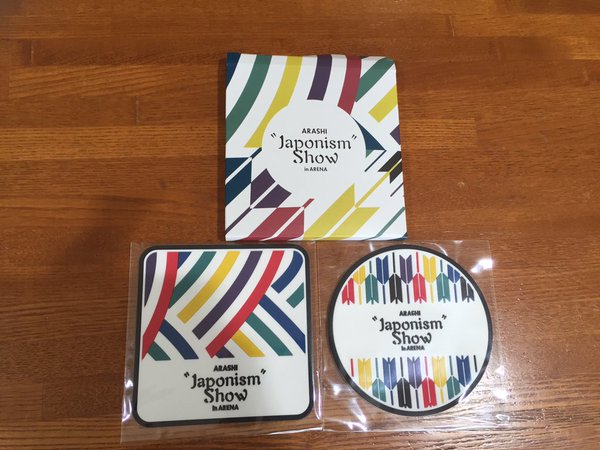 ARASHI
"Japonism"
Show
in ARENA
ARASHI
"Japonism"
Show
In ARENA
ARASHI
"Japonism"
Show
In ARENA